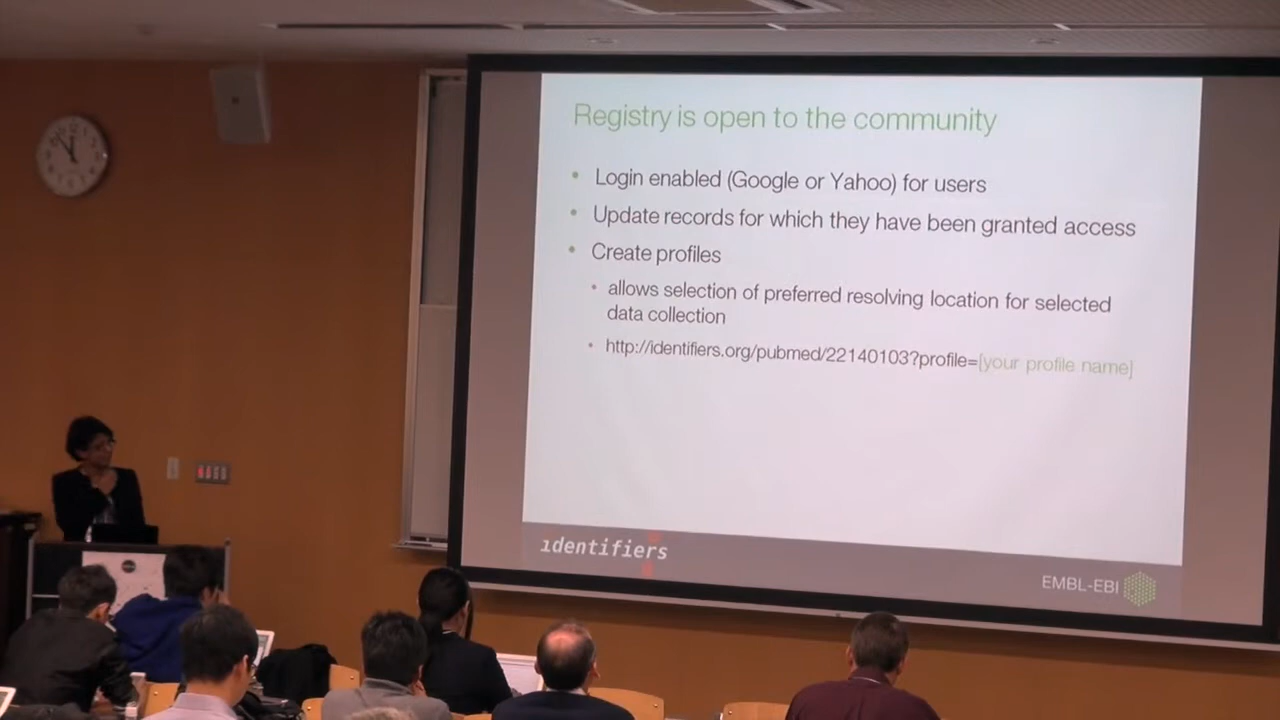 Registry is open to the community
• Login enabled (Google or Yahoo) for users
• Update records for which they have been granted access
• Create profiles
• allows selection of preferred resolving location for selected
data collection
• http://identifiers.org/pubmed/22140103?profile=[your profile name]
identifiers
EMBL-EBI